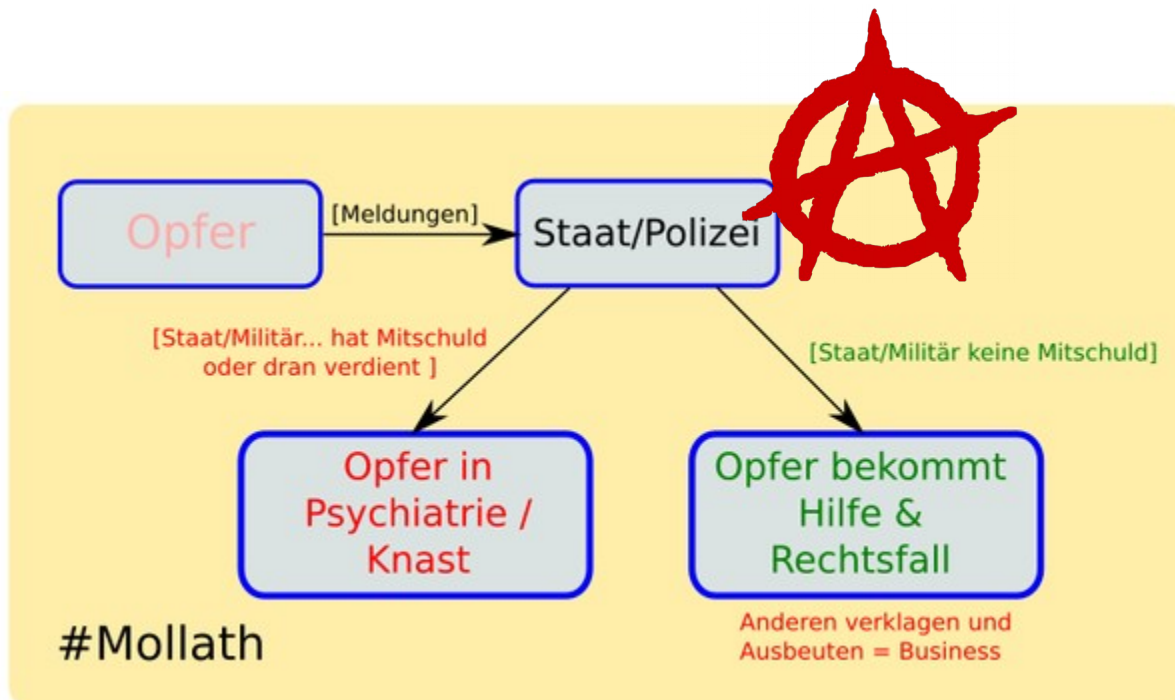 Opfer
[Meldungen]
Staat/Polizei
[Staat/Militär... hat Mitschuld
oder dran verdient ]
[Staat/Militär keine Mitschuld]
Opfer in
Psychiatrie /
Knast
Opfer bekommt
Hilfe &
Rechtsfall
Anderen verklagen und
Ausbeuten = Business
#Mollath